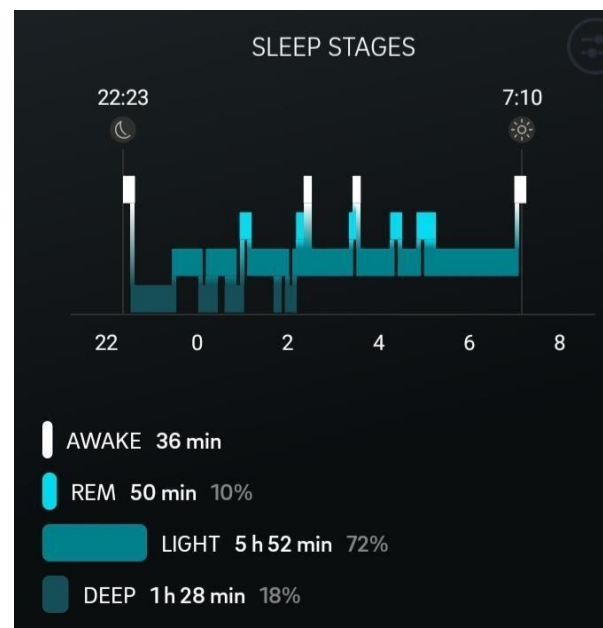 SLEEP STAGES
22:23 7:10
22 0 2 4 6 8
AWAKE 36 min
REM 50 min 10%
LIGHT 5 h 52 min 72%
DEEP 1 h 28 min 18%